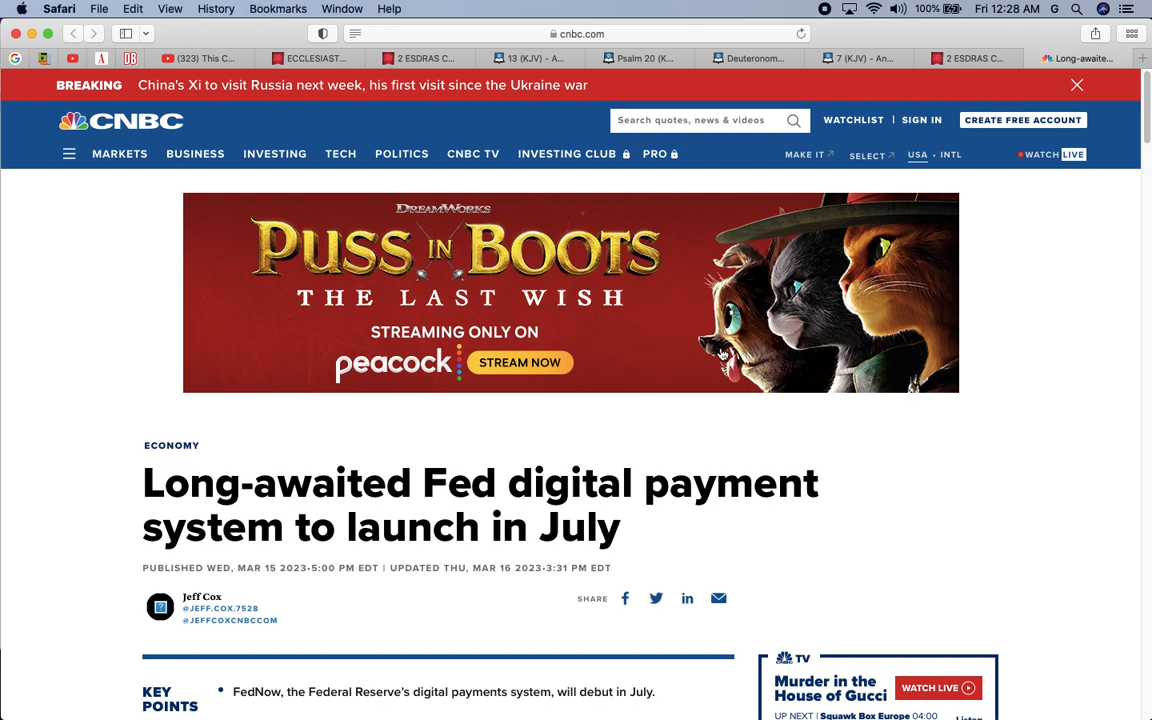 Safari File Edit View History Bookmarks Window Help 100% Fri 12:28 AM G
cnbc.com
(323) This C... ECCLESIAST... 2 ESDRAS C... 13 (KJV) - A... Psalm 20 (K... Deuteronom... 7 (KJV) - An... 2 ESDRAS C... Long-awaite...
BREAKING China's Xi to visit Russia next week, his first visit since the Ukraine war
CNBC Search quotes, news & videos WATCHLIST | SIGN IN CREATE FREE ACCOUNT
MARKETS BUSINESS INVESTING TECH POLITICS CNBC TV INVESTING CLUB PRO MAKE IT SELECT USA • INTL WATCH LIVE
DREAMWORKS
PUSS IN BOOTS
THE LAST WISH
STREAMING ONLY ON
peacock STREAM NOW
ECONOMY
Long-awaited Fed digital payment
system to launch in July
PUBLISHED WED, MAR 15 2023•5:00 PM EDT | UPDATED THU, MAR 16 2023•3:31 PM EDT
Jeff Cox
@JEFF.COX.7528
@JEFFCOXCNBCCOM
SHARE
KEY
POINTS
• FedNow, the Federal Reserve's digital payments system, will debut in July.
TV
Murder in the
House of Gucci
WATCH LIVE
UP NEXT | Squawk Box Europe 04:00
Listen